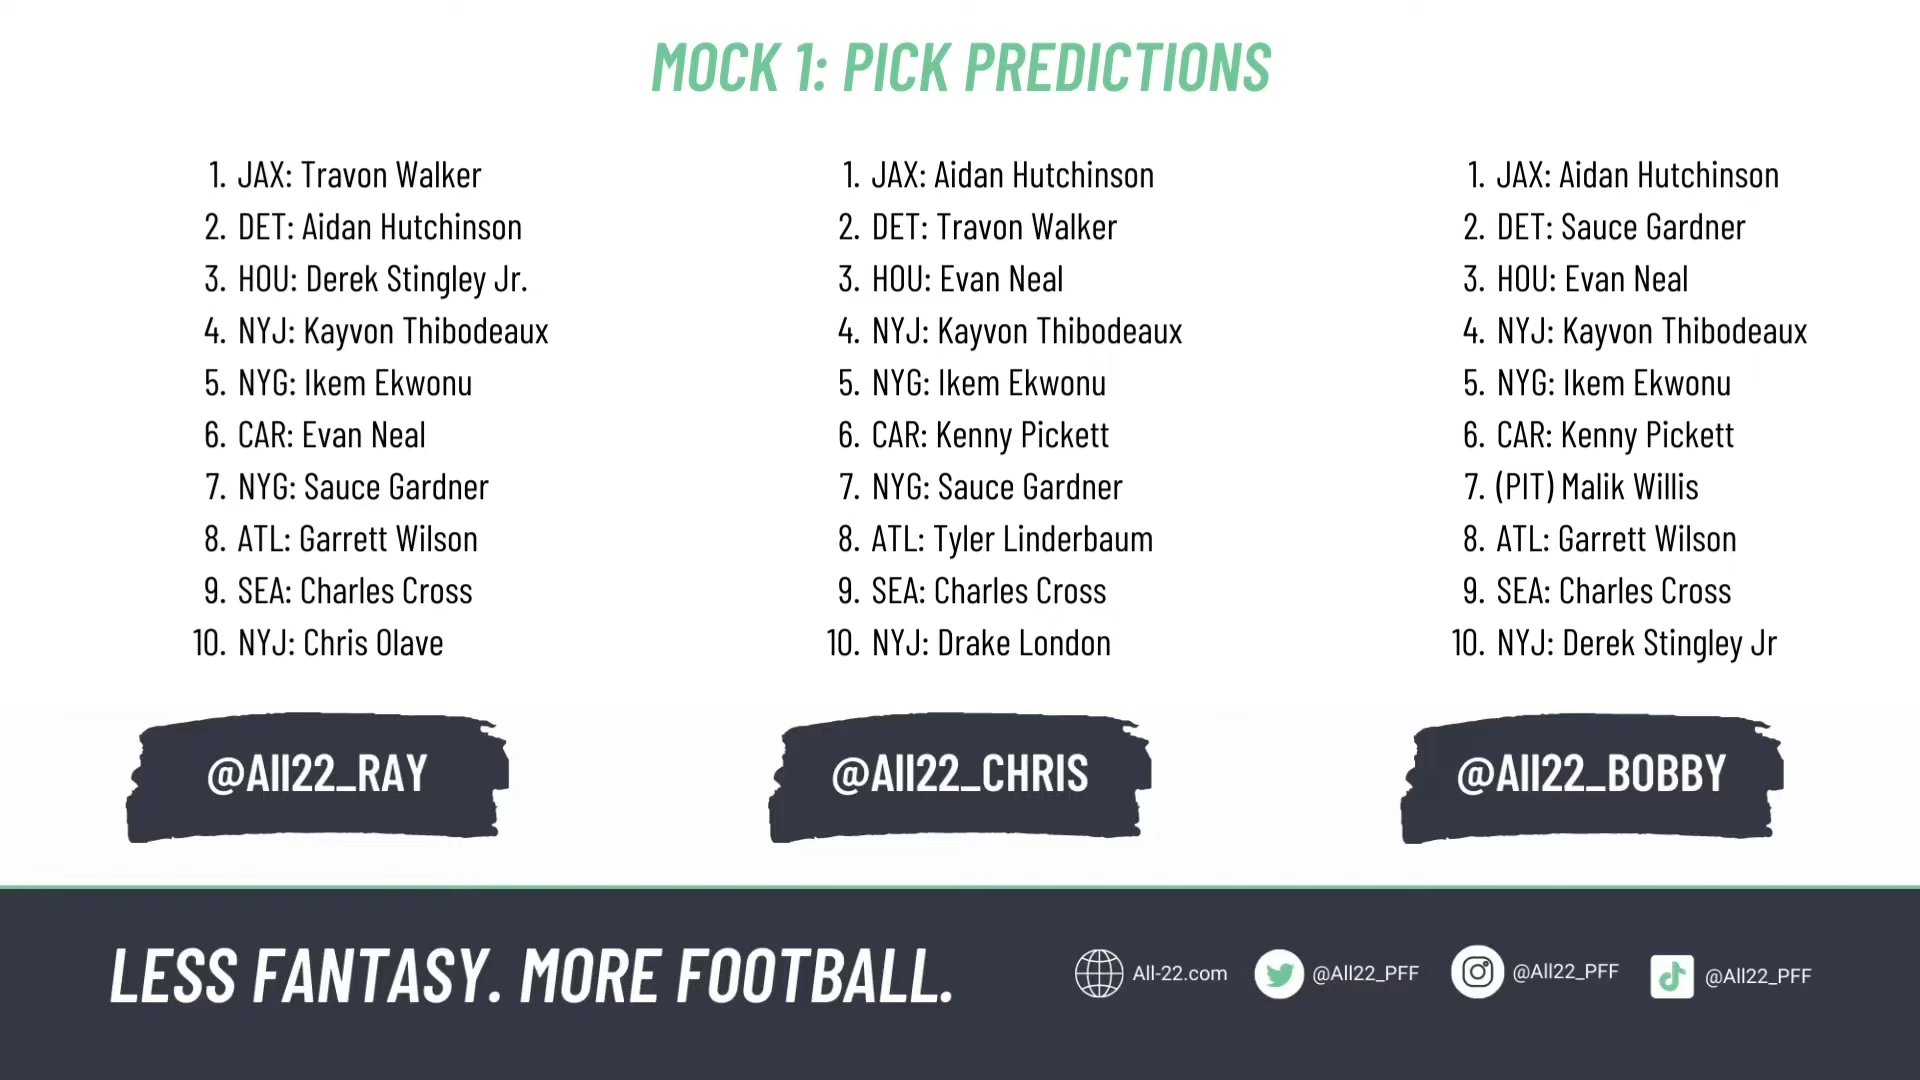 MOCK 1: PICK PREDICTIONS
1. JAX: Travon Walker
2. DET: Aidan Hutchinson
3. HOU: Derek Stingley Jr.
4. NYJ: Kayvon Thibodeaux
5. NYG: Ikem Ekwonu
6. CAR: Evan Neal
7. NYG: Sauce Gardner
8. ATL: Garrett Wilson
9. SEA: Charles Cross
10. NYJ: Chris Olave
@All22_RAY
1. JAX: Aidan Hutchinson
2. DET: Travon Walker
3. HOU: Evan Neal
4. NYJ: Kayvon Thibodeaux
5. NYG: Ikem Ekwonu
6. CAR: Kenny Pickett
7. NYG: Sauce Gardner
8. ATL: Tyler Linderbaum
9. SEA: Charles Cross
10. NYJ: Drake London
@All22_CHRIS
1. JAX: Aidan Hutchinson
2. DET: Sauce Gardner
3. HOU: Evan Neal
4. NYJ: Kayvon Thibodeaux
5. NYG: Ikem Ekwonu
6. CAR: Kenny Pickett
7. (PIT) Malik Willis
8. ATL: Garrett Wilson
9. SEA: Charles Cross
10. NYJ: Derek Stingley Jr
@All22_BOBBY
LESS FANTASY. MORE FOOTBALL.
All-22.com
@All22_PFF
@All22_PFF
@All22_PFF